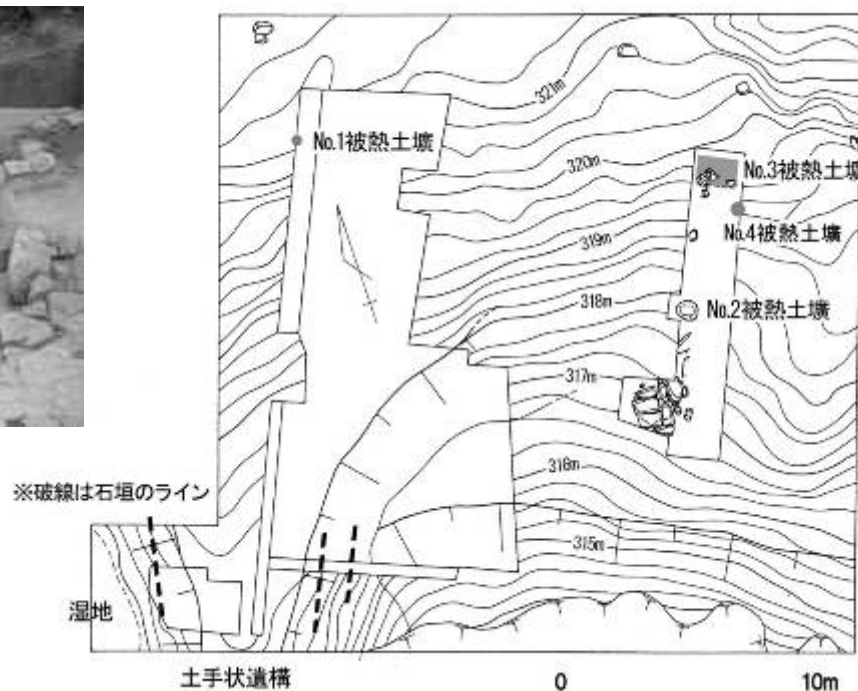 321m
No.1被熱土壙
320m
No.3被熱土壙
No.4被熱土壙
319m
318m
No.2被熱土壙
317m
※破線は石垣のライン
316m
315m
湿地
土手状遺構
0
10m